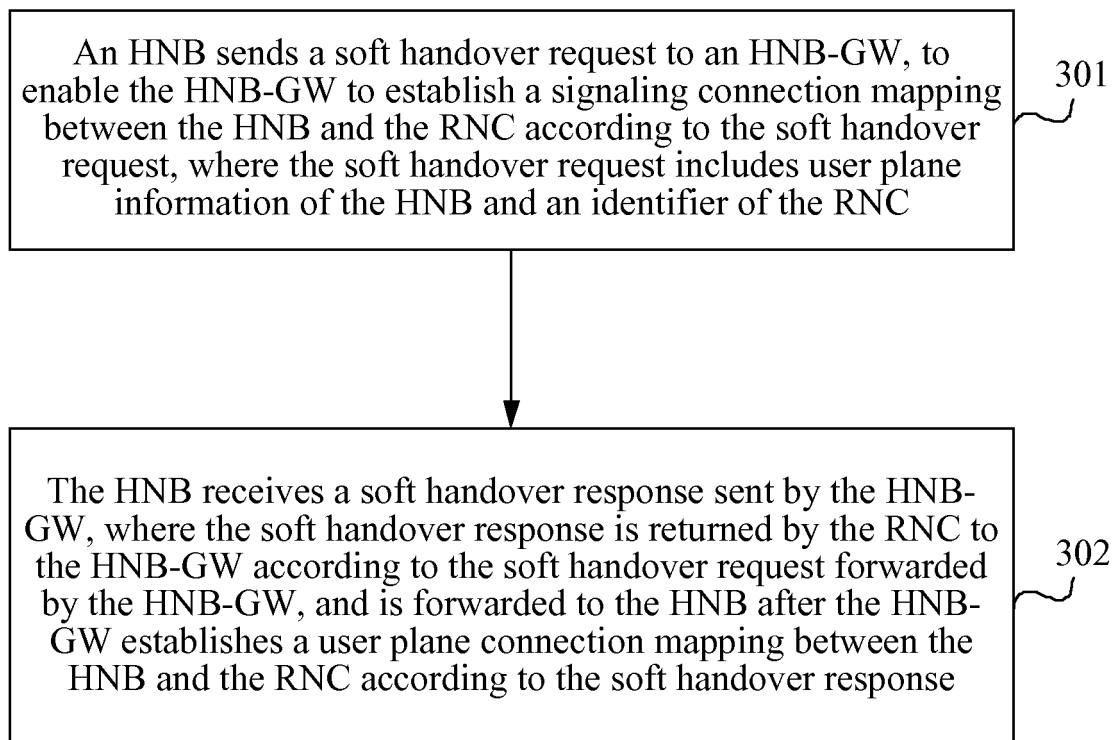 An HNB sends a soft handover request to an HNB-GW, to
enable the HNB-GW to establish a signaling connection mapping
between the HNB and the RNC according to the soft handover
request, where the soft handover request includes user plane
information of the HNB and an identifier of the RNC
301
The HNB receives a soft handover response sent by the HNB-
GW, where the soft handover response is returned by the RNC to
the HNB-GW according to the soft handover request forwarded
by the HNB-GW, and is forwarded to the HNB after the HNB-
GW establishes a user plane connection mapping between the
HNB and the RNC according to the soft handover response
302